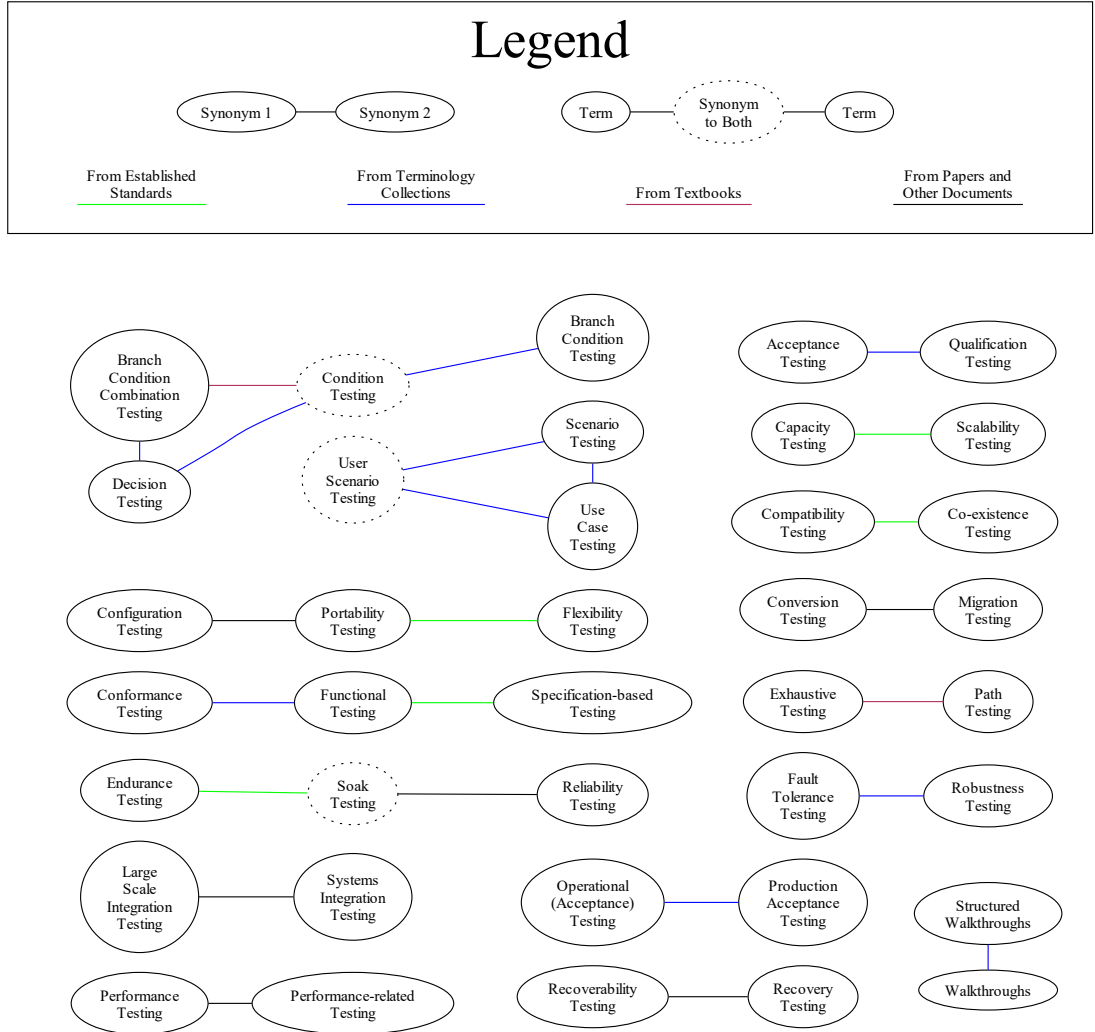 Legend
Synonym 1
Synonym 2
Term
Synonym
to Both
Term
From Established
Standards
From Terminology
Collections
From Textbooks
From Papers and
Other Documents
Branch
Condition
Combination
Testing
Condition
Testing
Branch
Condition
Testing
Decision
Testing
User
Scenario
Testing
Scenario
Testing
Use
Case
Testing
Acceptance
Testing
Qualification
Testing
Capacity
Testing
Scalability
Testing
Compatibility
Testing
Co-existence
Testing
Configuration
Testing
Portability
Testing
Flexibility
Testing
Conversion
Testing
Migration
Testing
Conformance
Testing
Functional
Testing
Specification-based
Testing
Exhaustive
Testing
Path
Testing
Endurance
Testing
Soak
Testing
Reliability
Testing
Fault
Tolerance
Testing
Robustness
Testing
Large
Scale
Integration
Testing
Systems
Integration
Testing
Operational
(Acceptance)
Testing
Production
Acceptance
Testing
Structured
Walkthroughs
Walkthroughs
Performance
Testing
Performance-related
Testing
Recoverability
Testing
Recovery
Testing